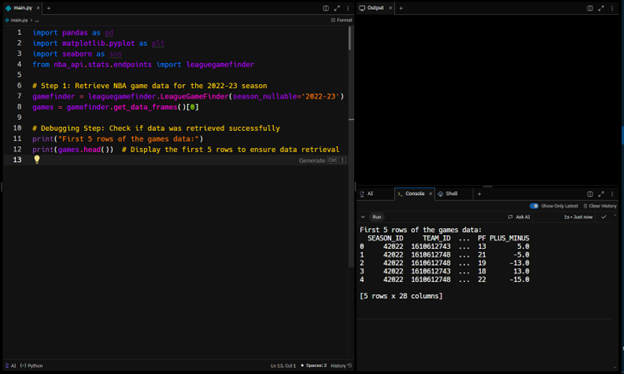 main.py × +
main.py › ...
Format
1 import pandas as pd
2 import matplotlib.pyplot as plt
3 import seaborn as sns
4 from nba_api.stats.endpoints import leaguegamefinder
5
6 # Step 1: Retrieve NBA game data for the 2022-23 season
7 gamefinder = leaguegamefinder.LeagueGameFinder(season_nullable='2022-23')
8 games = gamefinder.get_data_frames()[0]
9
10 # Debugging Step: Check if data was retrieved successfully
11 print("First 5 rows of the games data:")
12 print(games.head()) # Display the first 5 rows to ensure data retrieval
13
Generate Ctrl I
AI Python
Ln 13, Col 1 • Spaces: 2 History
Output × +
AI Console × Shell +
Show Only Latest Clear History
Run Ask AI 1s • Just now
First 5 rows of the games data:
SEASON_ID TEAM_ID ... PF PLUS_MINUS
0 42022 1610612743 ... 13 5.0
1 42022 1610612748 ... 21 -5.0
2 42022 1610612748 ... 19 -13.0
3 42022 1610612743 ... 18 13.0
4 42022 1610612748 ... 22 -15.0
[5 rows x 28 columns]